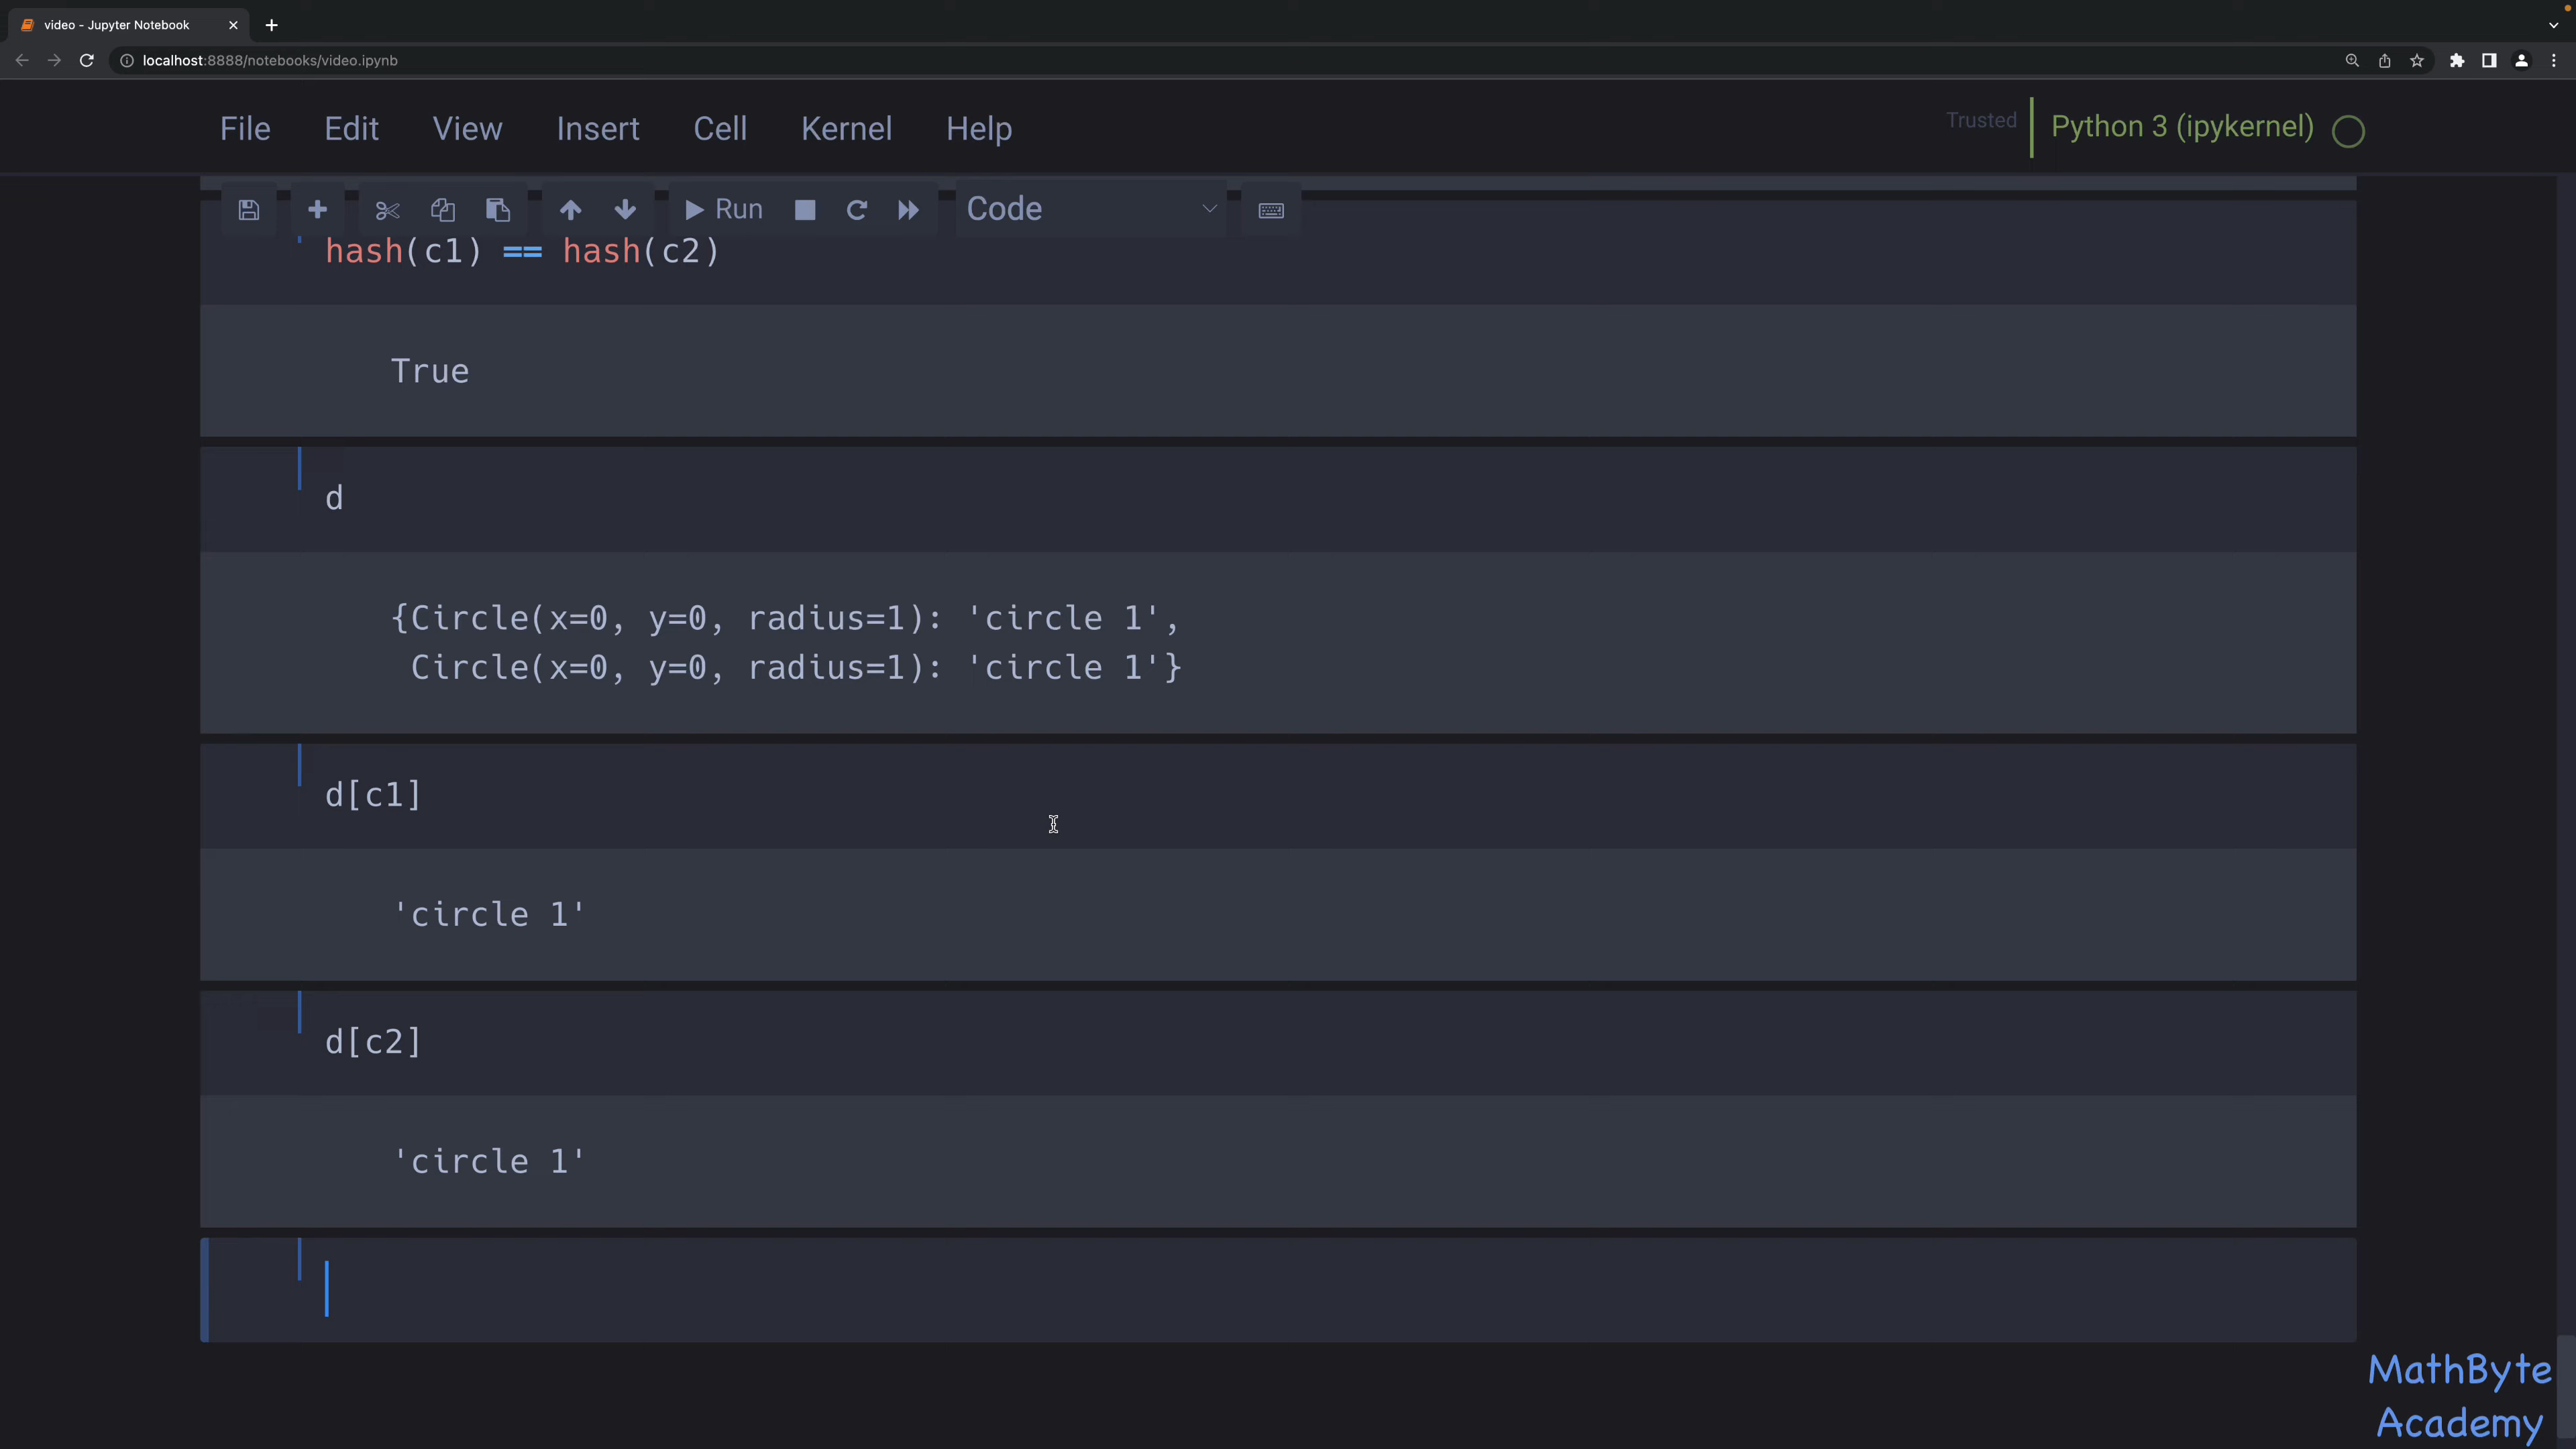 video - Jupyter Notebook
localhost:8888/notebooks/video.ipynb
File Edit View Insert Cell Kernel Help
Trusted Python 3 (ipykernel)
Run Code
hash(c1) == hash(c2)
True
d
{Circle(x=0, y=0, radius=1): 'circle 1',
Circle(x=0, y=0, radius=1): 'circle 1'}
d[c1]
'circle 1'
d[c2]
'circle 1'
MathByte
Academy